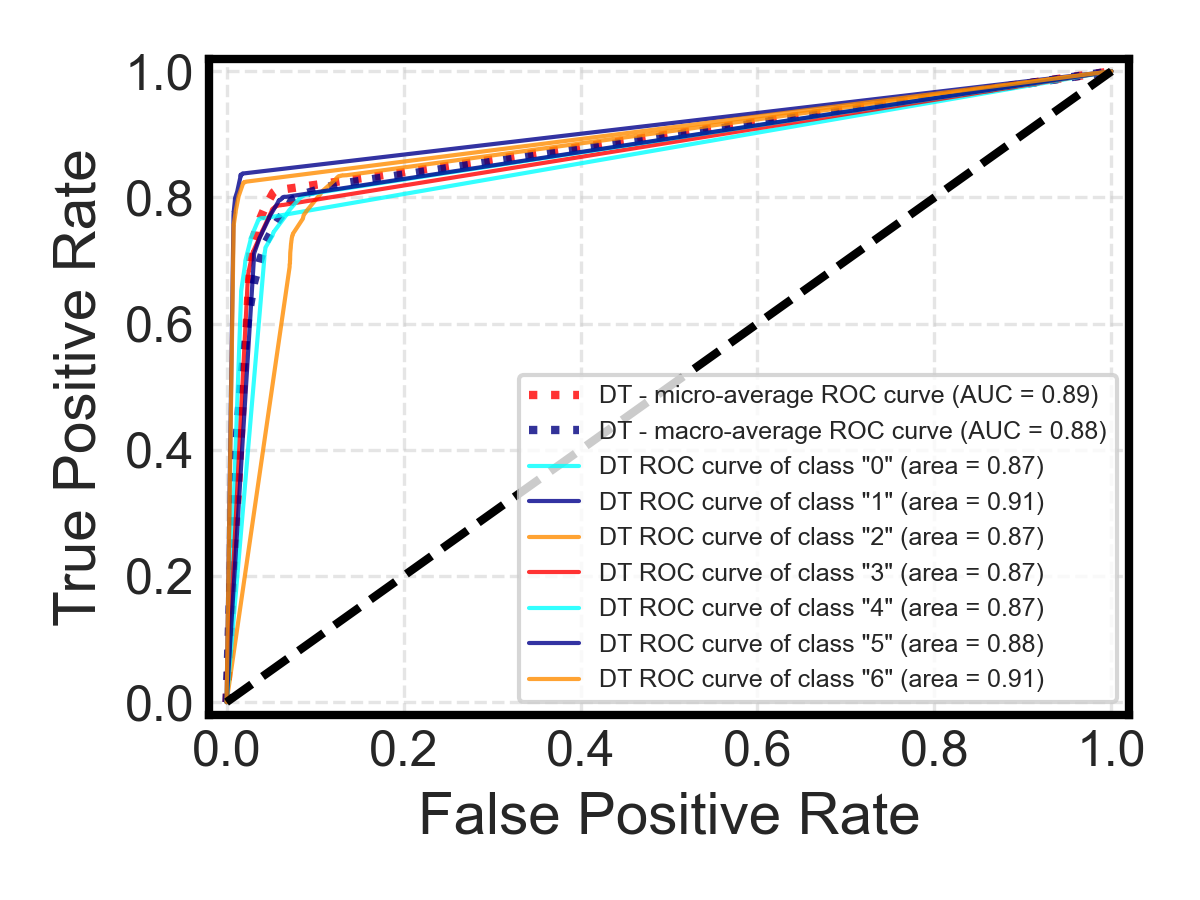 1.0
0.8
0.6
0.4
0.2
0.0
True Positive Rate
DT - micro-average ROC curve (AUC = 0.89)
DT - macro-average ROC curve (AUC = 0.88)
DT ROC curve of class "0" (area = 0.87)
DT ROC curve of class "1" (area = 0.91)
DT ROC curve of class "2" (area = 0.87)
DT ROC curve of class "3" (area = 0.87)
DT ROC curve of class "4" (area = 0.87)
DT ROC curve of class "5" (area = 0.88)
DT ROC curve of class "6" (area = 0.91)
0.0 0.2 0.4 0.6 0.8 1.0
False Positive Rate